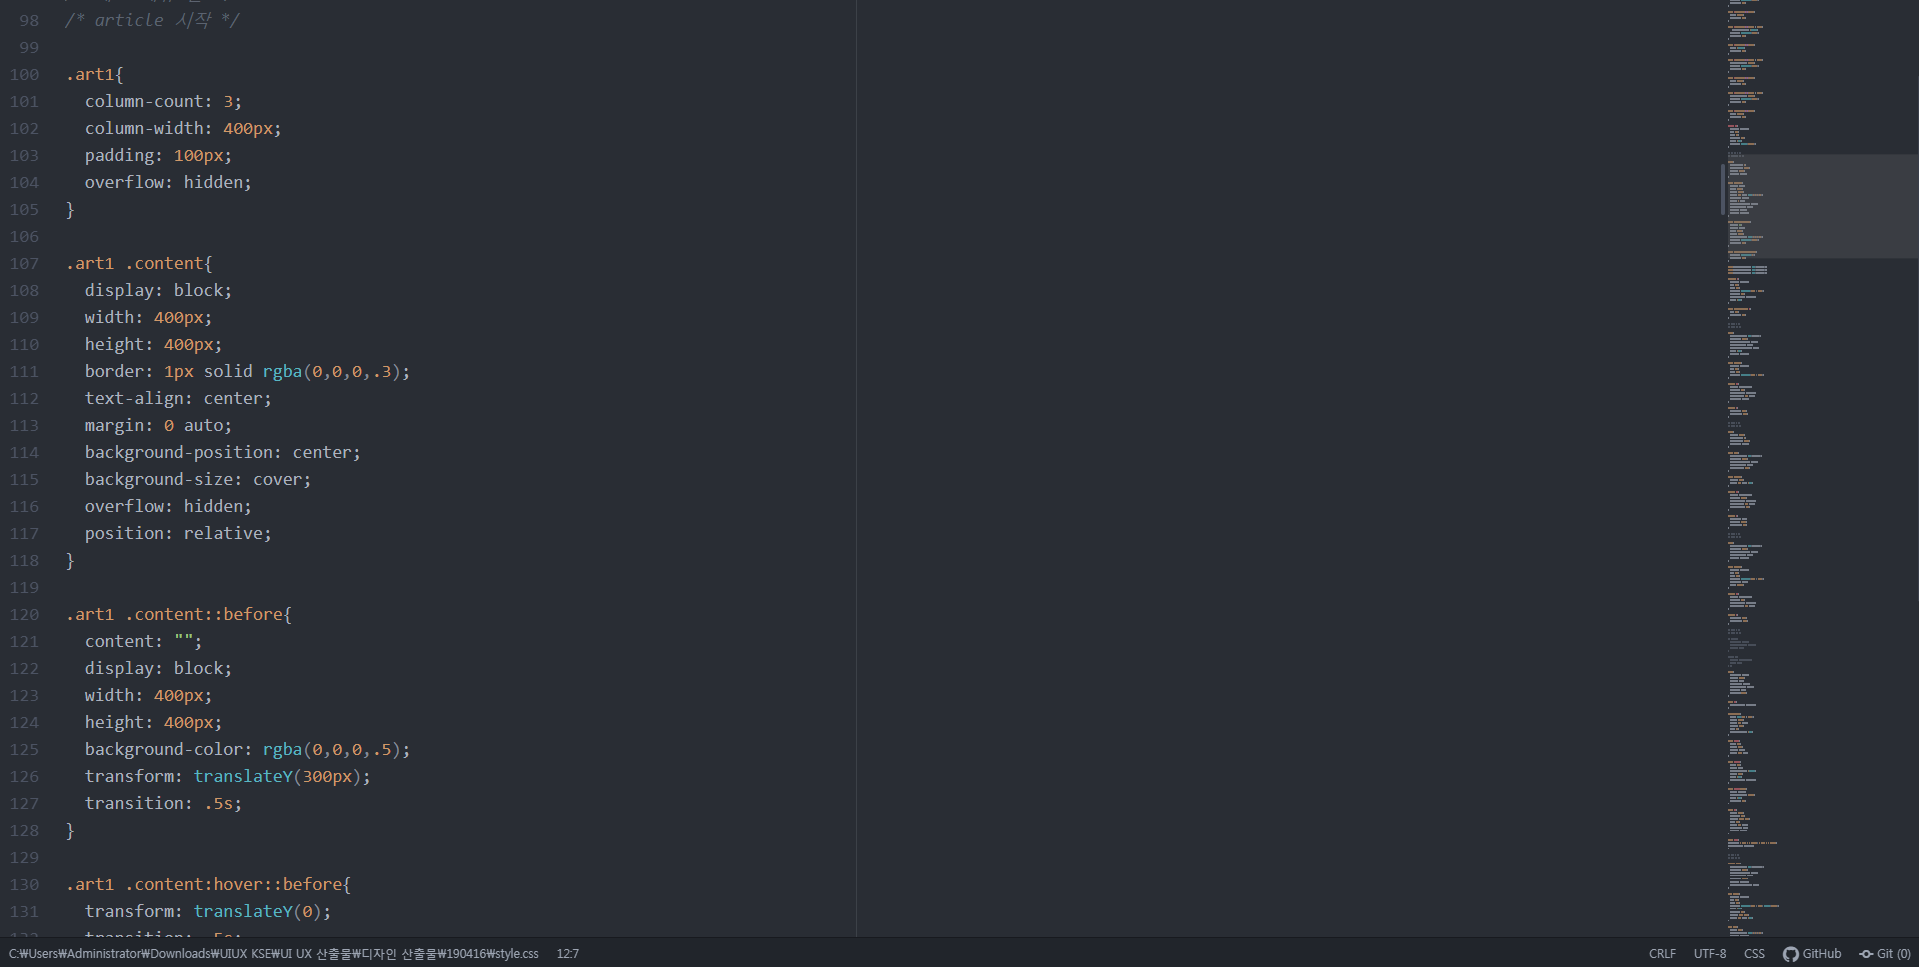 98 /* article 시작 */
99
100 .art1{
101 column-count: 3;
102 column-width: 400px;
103 padding: 100px;
104 overflow: hidden;
105 }
106
107 .art1 .content{
108 display: block;
109 width: 400px;
110 height: 400px;
111 border: 1px solid rgba(0,0,0,.3);
112 text-align: center;
113 margin: 0 auto;
114 background-position: center;
115 background-size: cover;
116 overflow: hidden;
117 position: relative;
118 }
119
120 .art1 .content::before{
121 content: "";
122 display: block;
123 width: 400px;
124 height: 400px;
125 background-color: rgba(0,0,0,.5);
126 transform: translateY(300px);
127 transition: .5s;
128 }
129
130 .art1 .content:hover::before{
131 transform: translateY(0);
132 transition: .5s;
C:₩Users₩Administrator₩Downloads₩UIUX KSE₩UI UX 산출물₩디자인 산출물₩190416₩style.css 12:7 CRLF UTF-8 CSS GitHub Git (0)